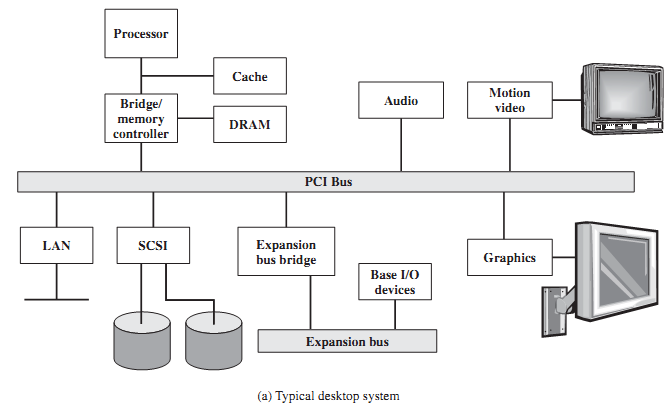 Processor
Cache
Bridge/
memory
controller
DRAM
Audio
Motion
video
PCI Bus
LAN
SCSI
Expansion
bus bridge
Graphics
Base I/O
devices
Expansion bus
(a) Typical desktop system